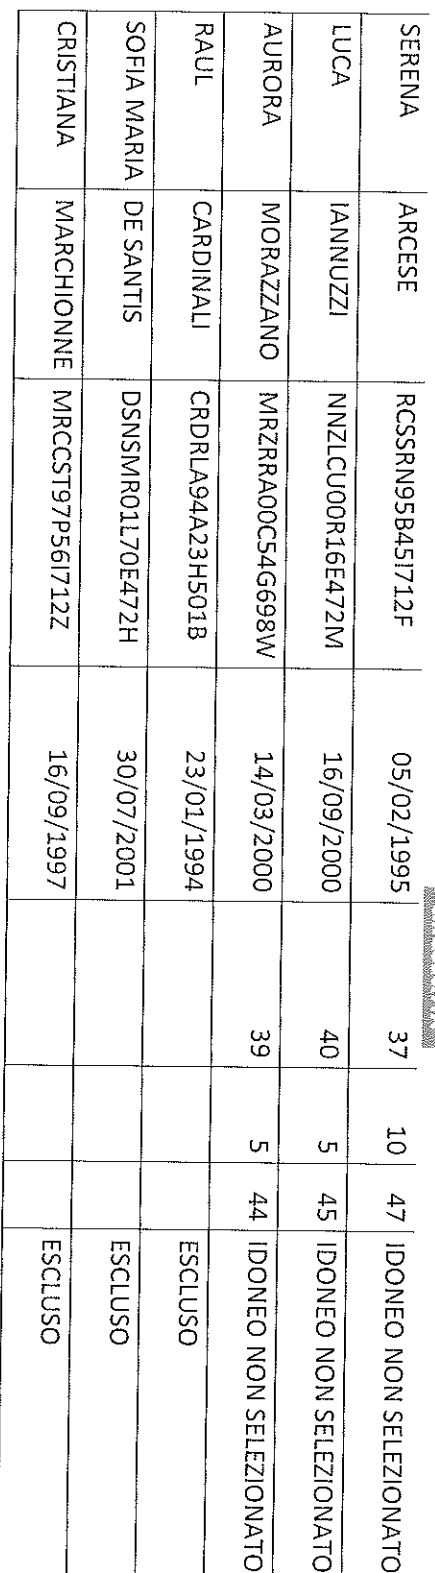 SERENA ARCESE RCSSRN95B45I712F 05/02/1995 37 10 47 IDONEO NON SELEZIONATO
LUCA IANNUZZI NNZLCU00R16E472M 16/09/2000 40 5 45 IDONEO NON SELEZIONATO
AURORA MORAZZANO MRZRRA00C54G698W 14/03/2000 39 5 44 IDONEO NON SELEZIONATO
RAUL CARDINALI CRDRLA94A23H501B 23/01/1994 ESCLUSO
SOFIA MARIA DE SANTIS DSNSMR01L70E472H 30/07/2001 ESCLUSO
CRISTIANA MARCHIONNE MRCCST97P56I712Z 16/09/1997 ESCLUSO